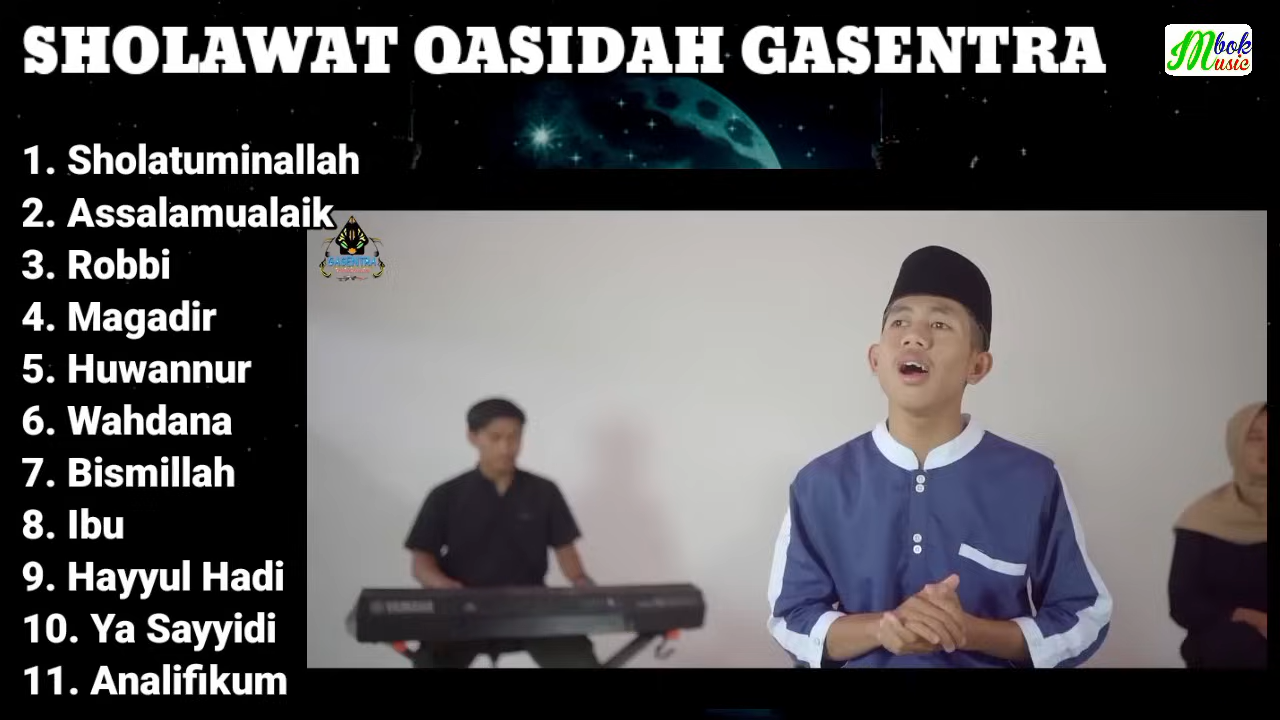 SHOLAWAT QASIDAH GASENTRA
Mbok
Music
1. Sholatuminallah
2. Assalamualaik
3. Robbi
4. Magadir
5. Huwannur
6. Wahdana
7. Bismillah
8. Ibu
9. Hayyul Hadi
10. Ya Sayyidi
11. Analifikum
GASENTRA
YAMAHA